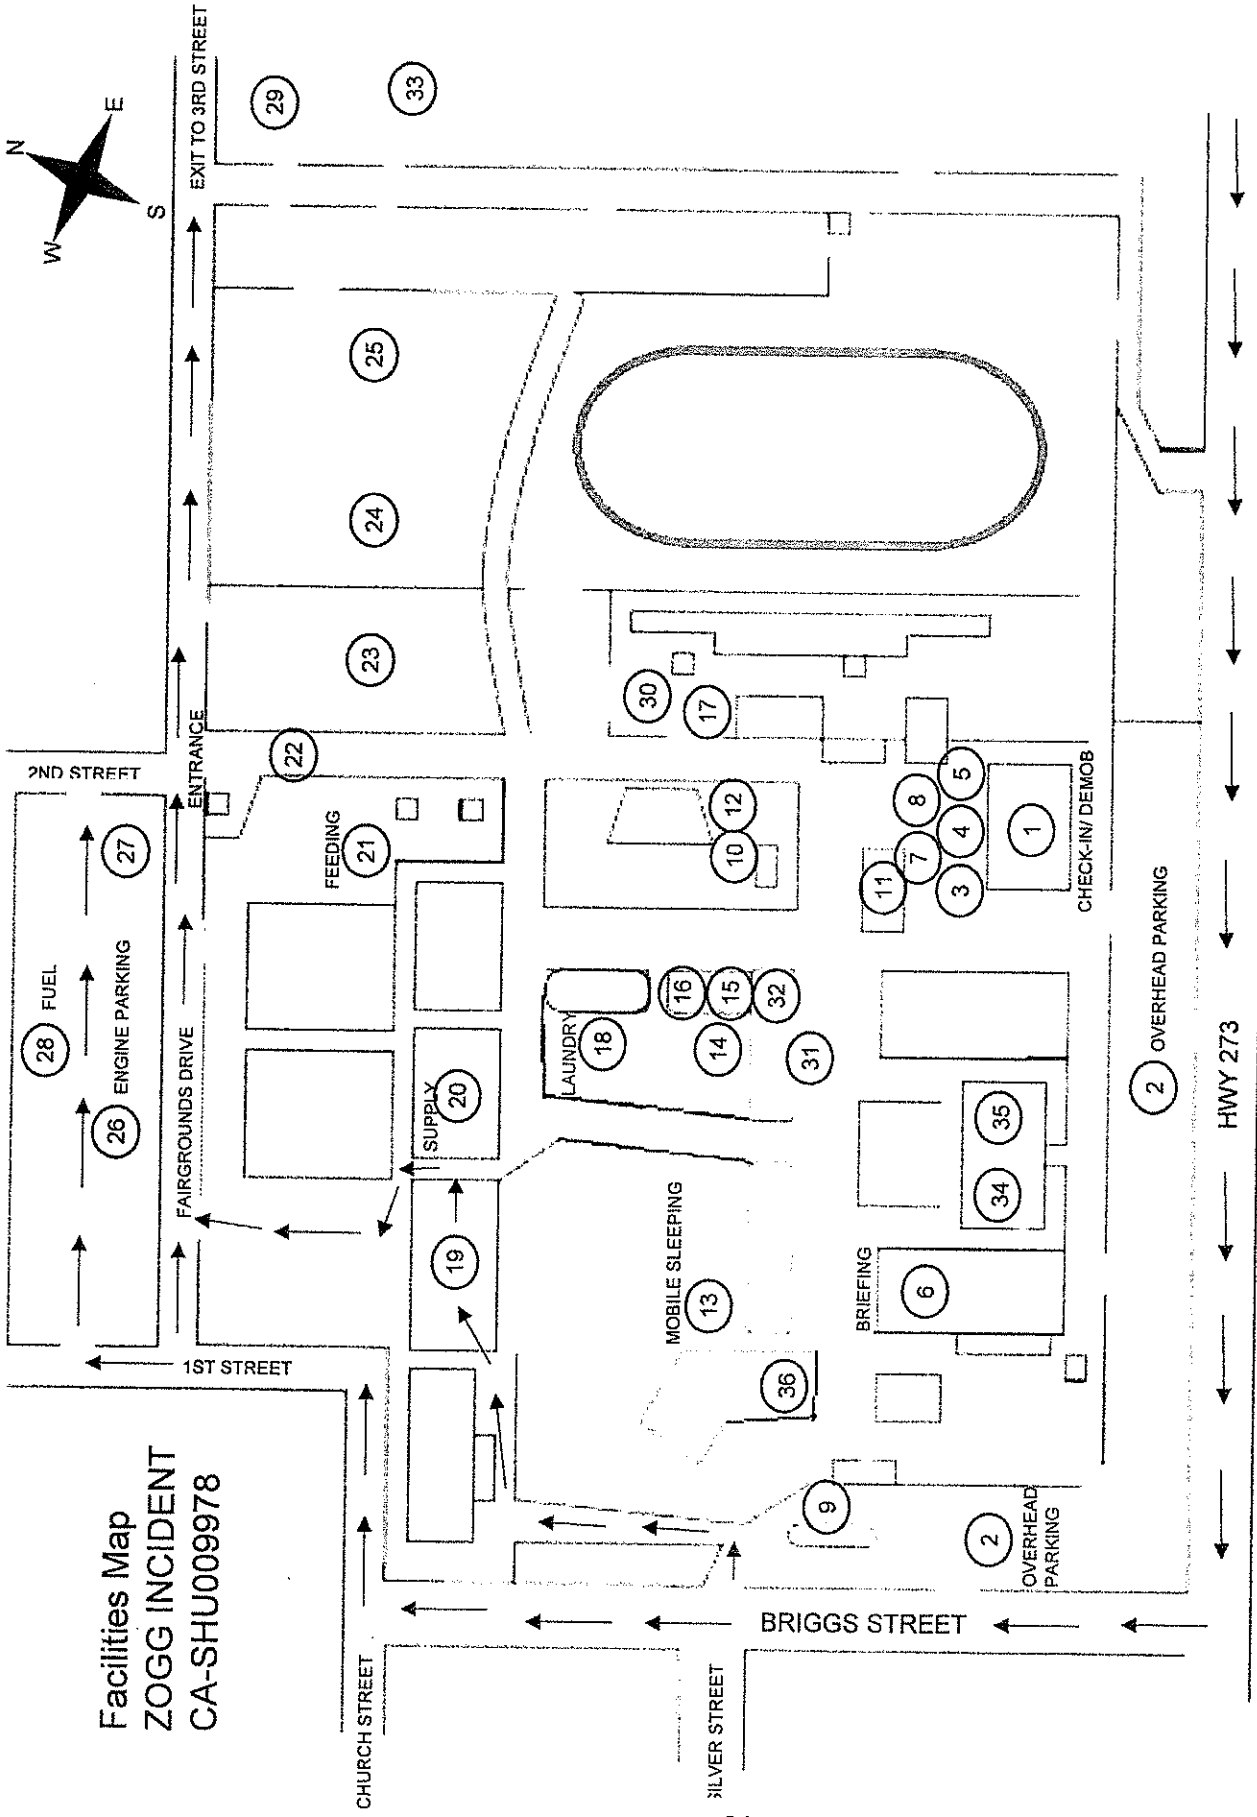 Facilities Map
ZOGG INCIDENT
CA-SHU009978
N
E
S
W
EXIT TO 3RD STREET
29
33
2ND STREET
ENTRANCE
22
23
24
25
28 FUEL
26 ENGINE PARKING
27
FAIRGROUNDS DRIVE
1ST STREET
CHURCH STREET
FEEDING
21
SUPPLY
20
19
LAUNDRY
18
16
15
14
32
31
10
12
30
17
MOBILE SLEEPING
13
36
BRIEFING
6
34
35
11
7
8
3
4
5
1
CHECK-IN/ DEMOB
9
2
OVERHEAD
PARKING
2 OVERHEAD PARKING
BRIGGS STREET
SILVER STREET
HWY 273